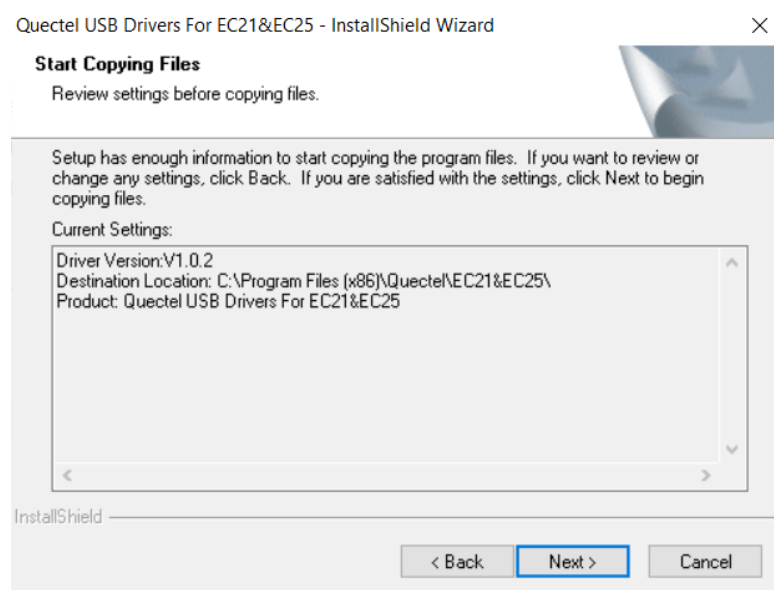 Quectel USB Drivers For EC21&EC25 - InstallShield Wizard
Start Copying Files
Review settings before copying files.
Setup has enough information to start copying the program files.  If you want to review or
change any settings, click Back.  If you are satisfied with the settings, click Next to begin
copying files.
Current Settings:
Driver Version:V1.0.2
Destination Location: C:\Program Files (x86)\Quectel\EC21&EC25\
Product: Quectel USB Drivers For EC21&EC25
InstallShield
< Back
Next >
Cancel